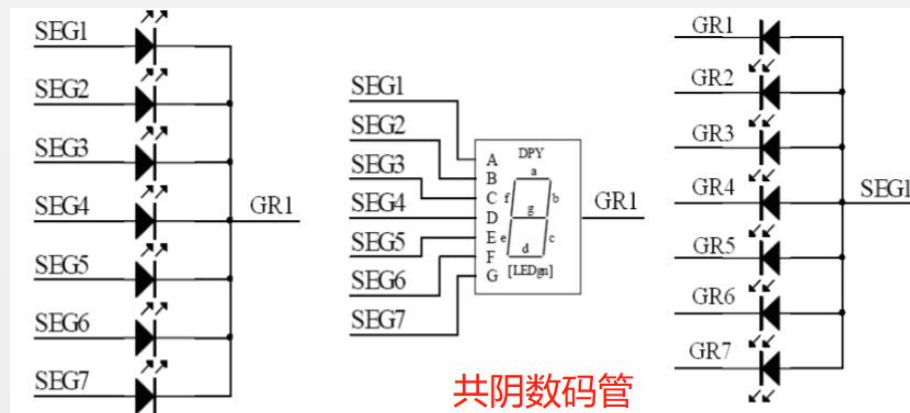 SEG1
SEG2
SEG3
SEG4
SEG5
SEG6
SEG7
GR1
SEG1
SEG2
SEG3
SEG4
SEG5
SEG6
SEG7
A
B
C
D
E
F
G
DPY
a
f
b
g
e
c
d
[LEDgn]
GR1
共阴数码管
GR1
GR2
GR3
GR4
GR5
GR6
GR7
SEG1